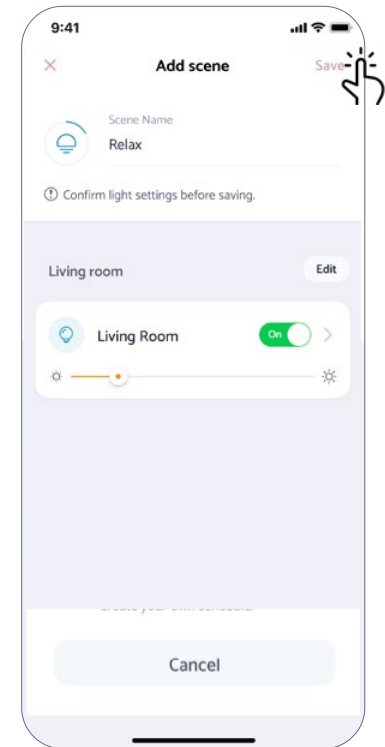 9:41
Add scene
Save
Scene Name
Relax
Confirm light settings before saving.
Living room
Edit
Living Room
On
Cancel